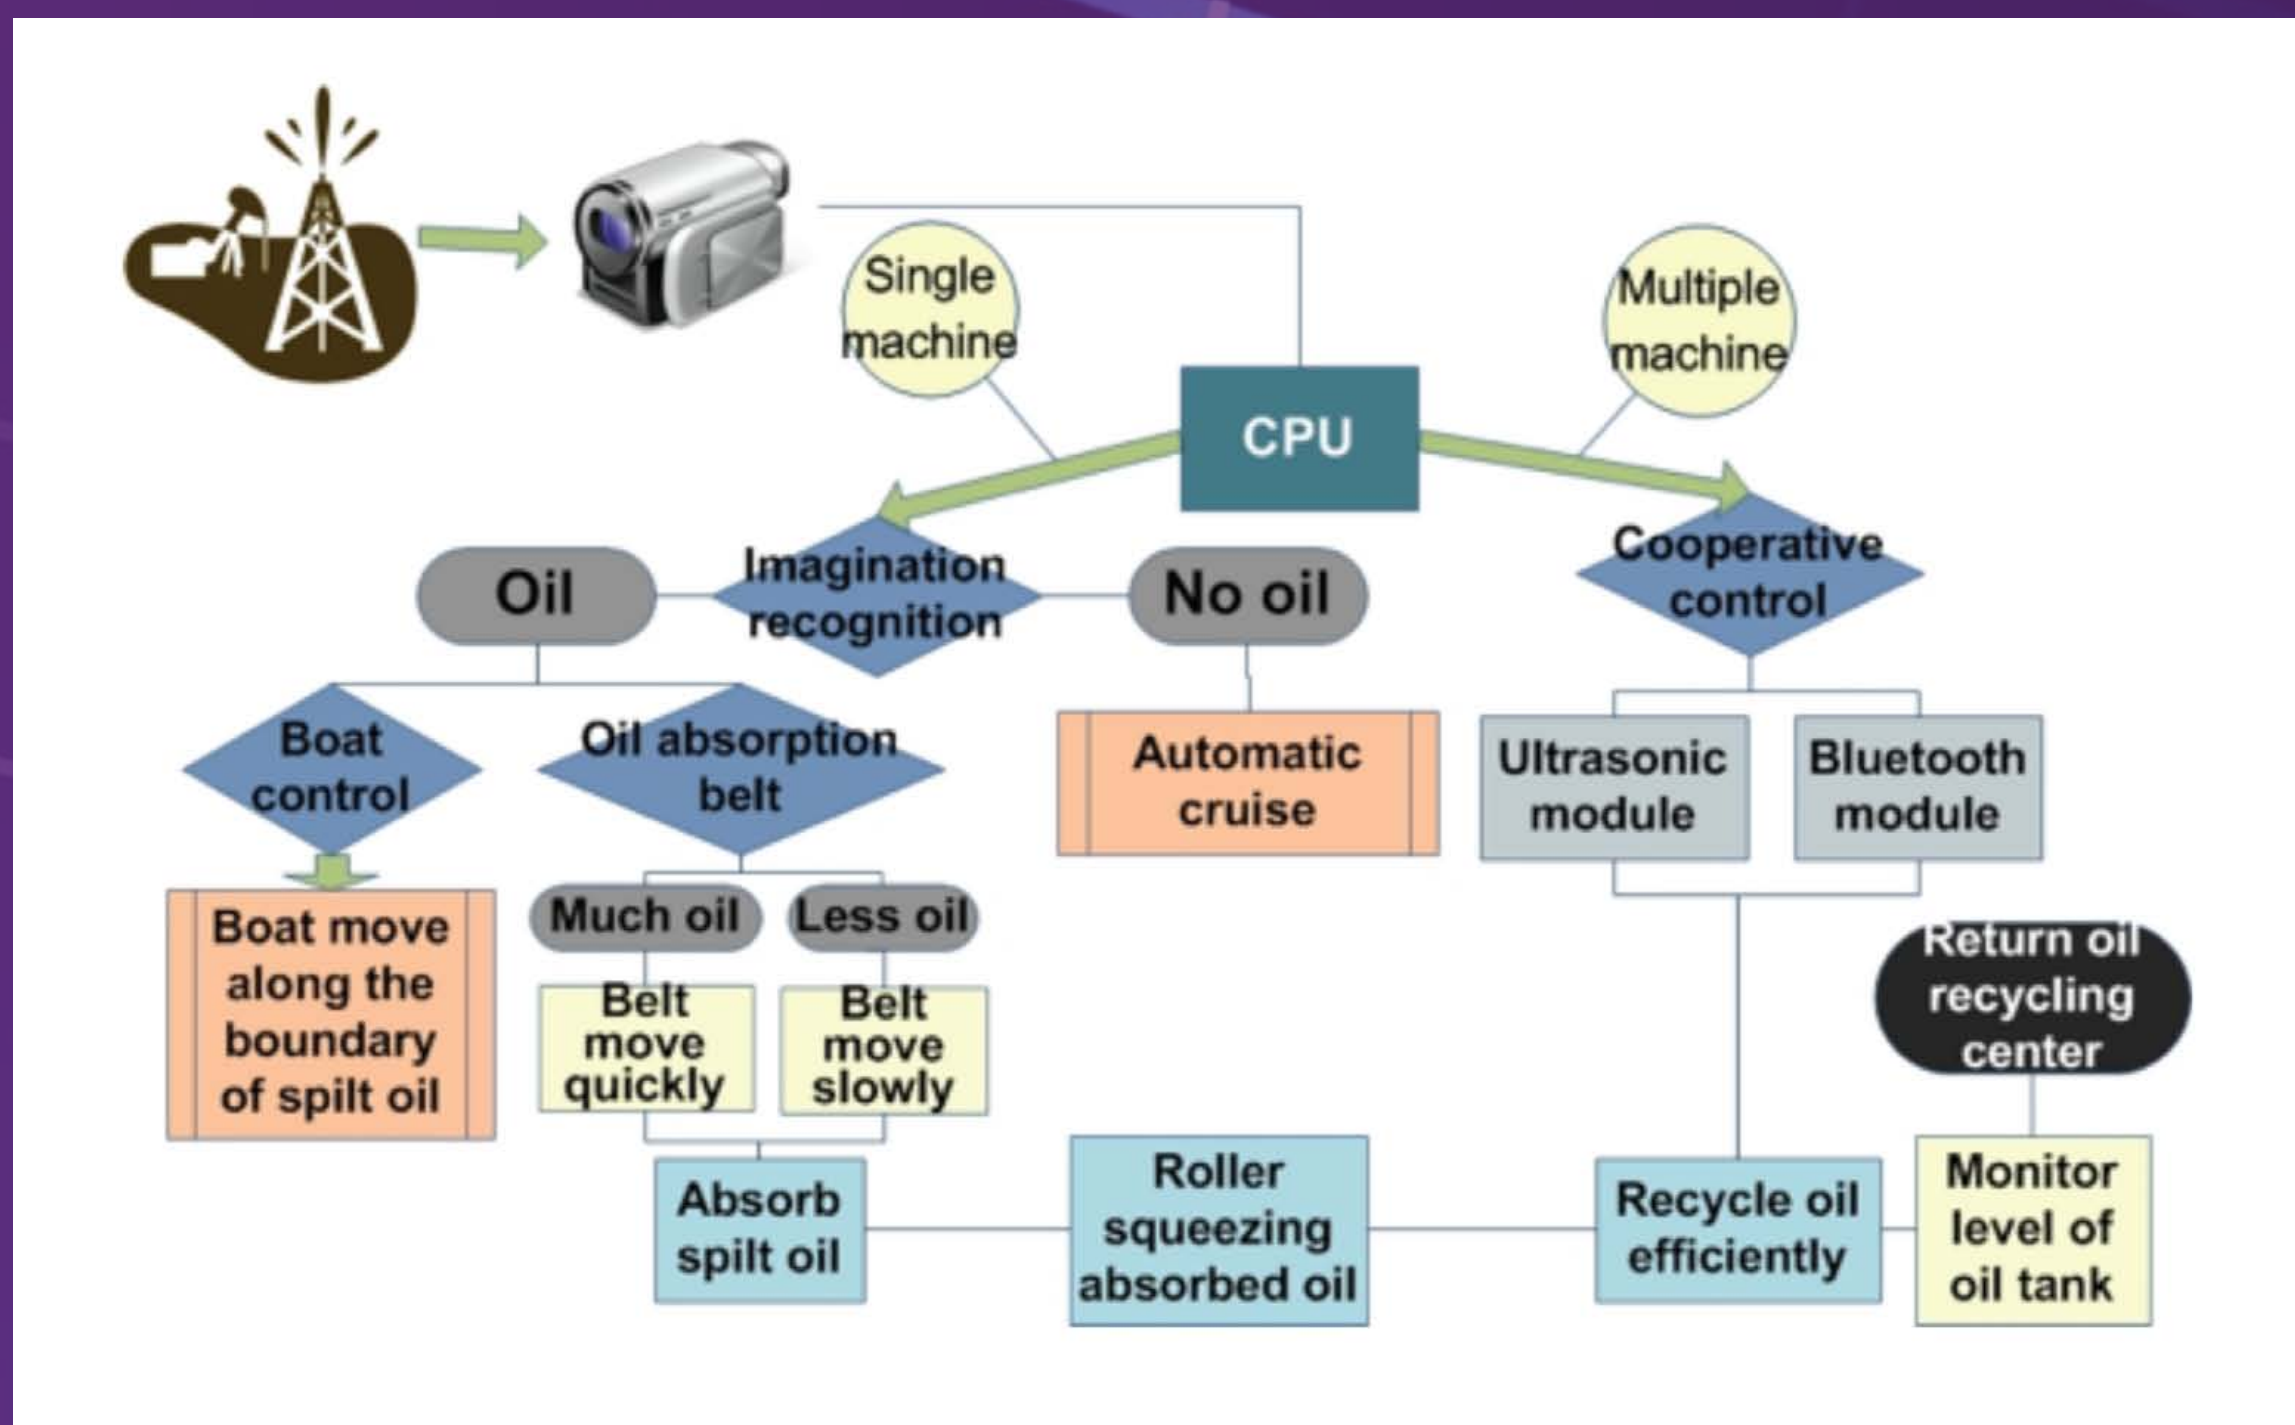 Single
machine
Multiple
machine
CPU
Oil
Imagination
recognition
No oil
Cooperative
control
Boat
control
Oil absorption
belt
Automatic
cruise
Ultrasonic
module
Bluetooth
module
Boat move
along the
boundary
of spilt oil
Much oil
Less oil
Belt
move
quickly
Belt
move
slowly
Return oil
recycling
center
Absorb
spilt oil
Roller
squeezing
absorbed oil
Recycle oil
efficiently
Monitor
level of
oil tank